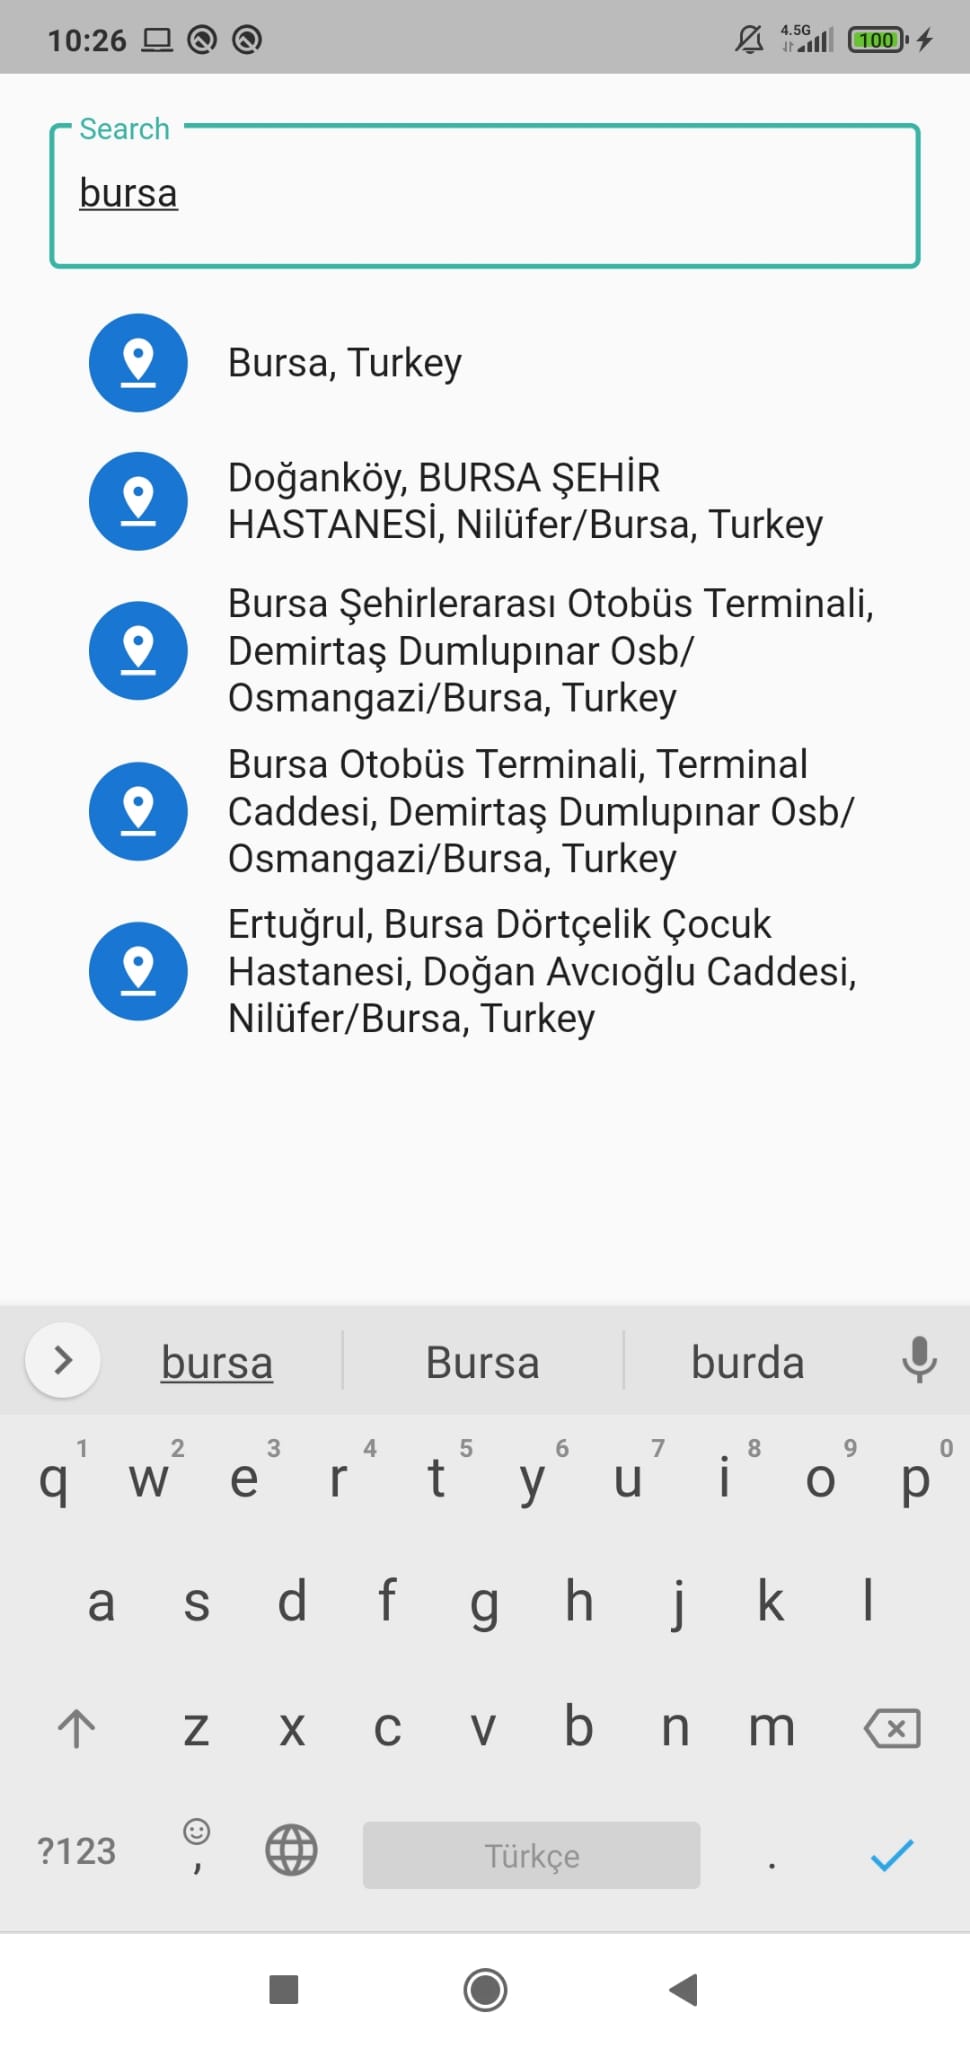 10:26
4.5G
100
Search
bursa
Bursa, Turkey
Doğanköy, BURSA ŞEHİR
HASTANESİ, Nilüfer/Bursa, Turkey
Bursa Şehirlerarası Otobüs Terminali,
Demirtaş Dumlupınar Osb/
Osmangazi/Bursa, Turkey
Bursa Otobüs Terminali, Terminal
Caddesi, Demirtaş Dumlupınar Osb/
Osmangazi/Bursa, Turkey
Ertuğrul, Bursa Dörtçelik Çocuk
Hastanesi, Doğan Avcıoğlu Caddesi,
Nilüfer/Bursa, Turkey
bursa Bursa burda
1 2 3 4 5 6 7 8 9 0
q w e r t y u i o p
a s d f g h j k l
z x c v b n m
?123 , Türkçe .